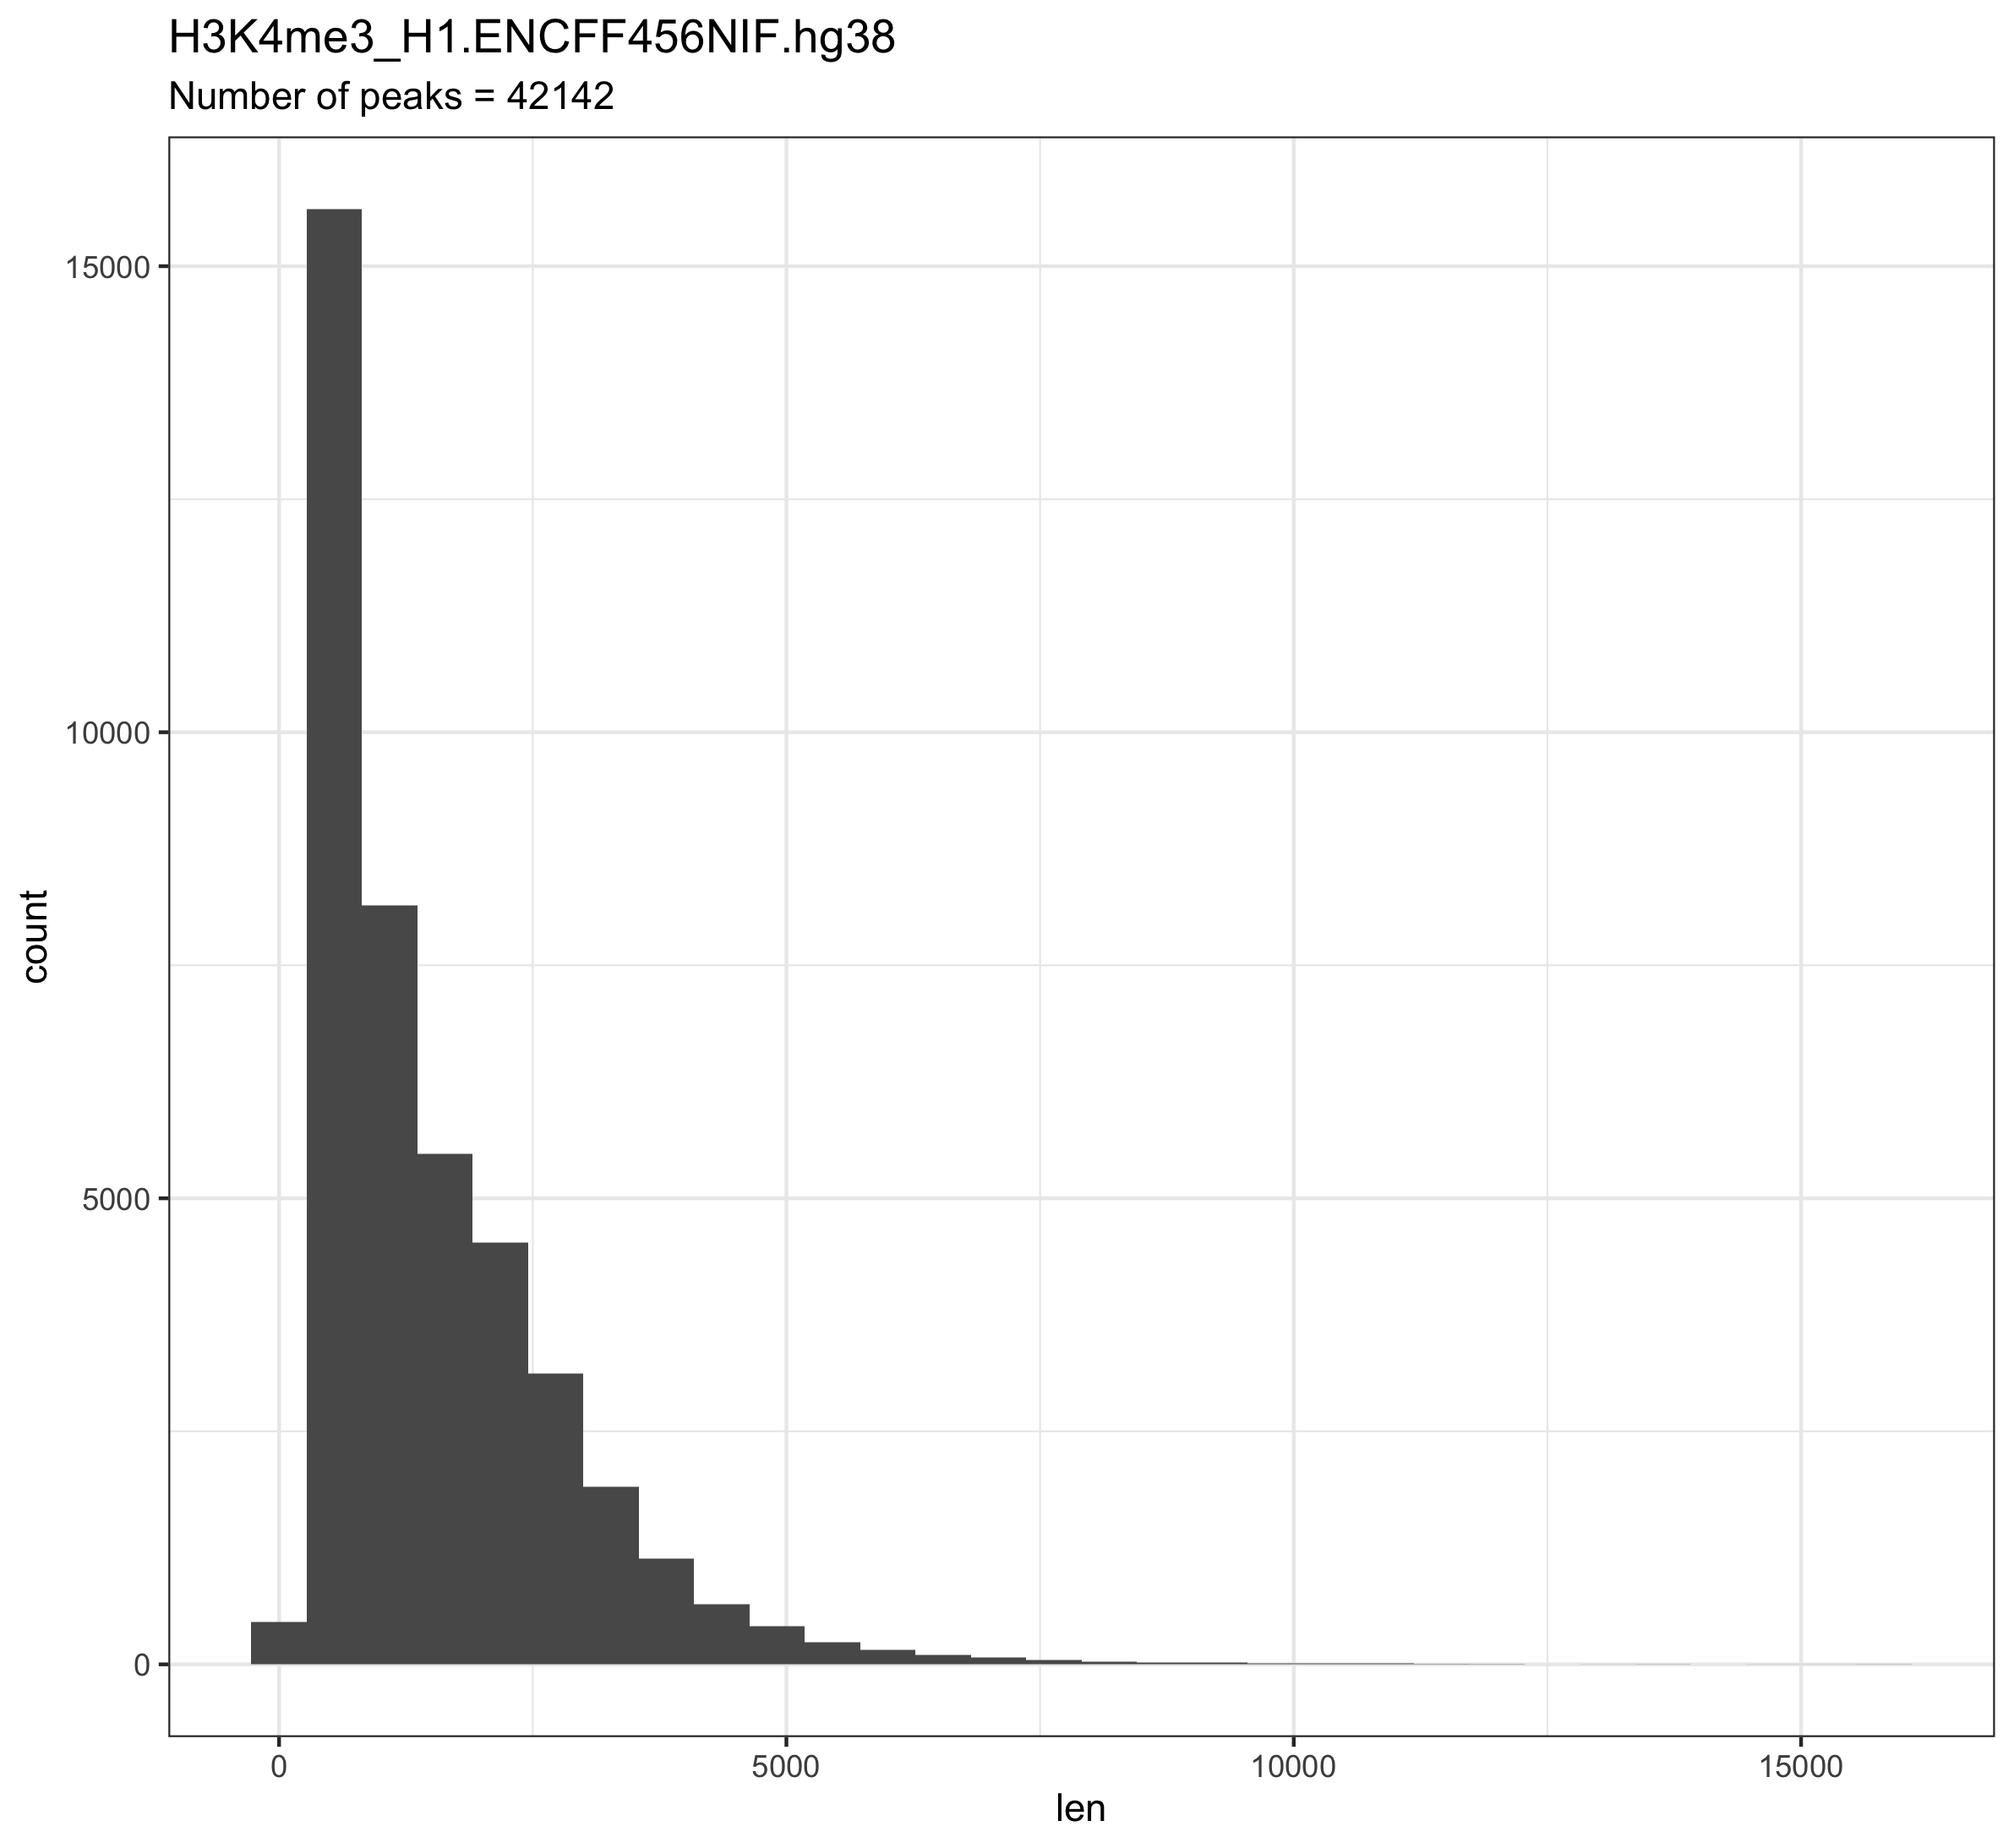 H3K4me3_H1.ENCFF456NIF.hg38
Number of peaks = 42142
15000
10000
5000
0
count
0 5000 10000 15000
len